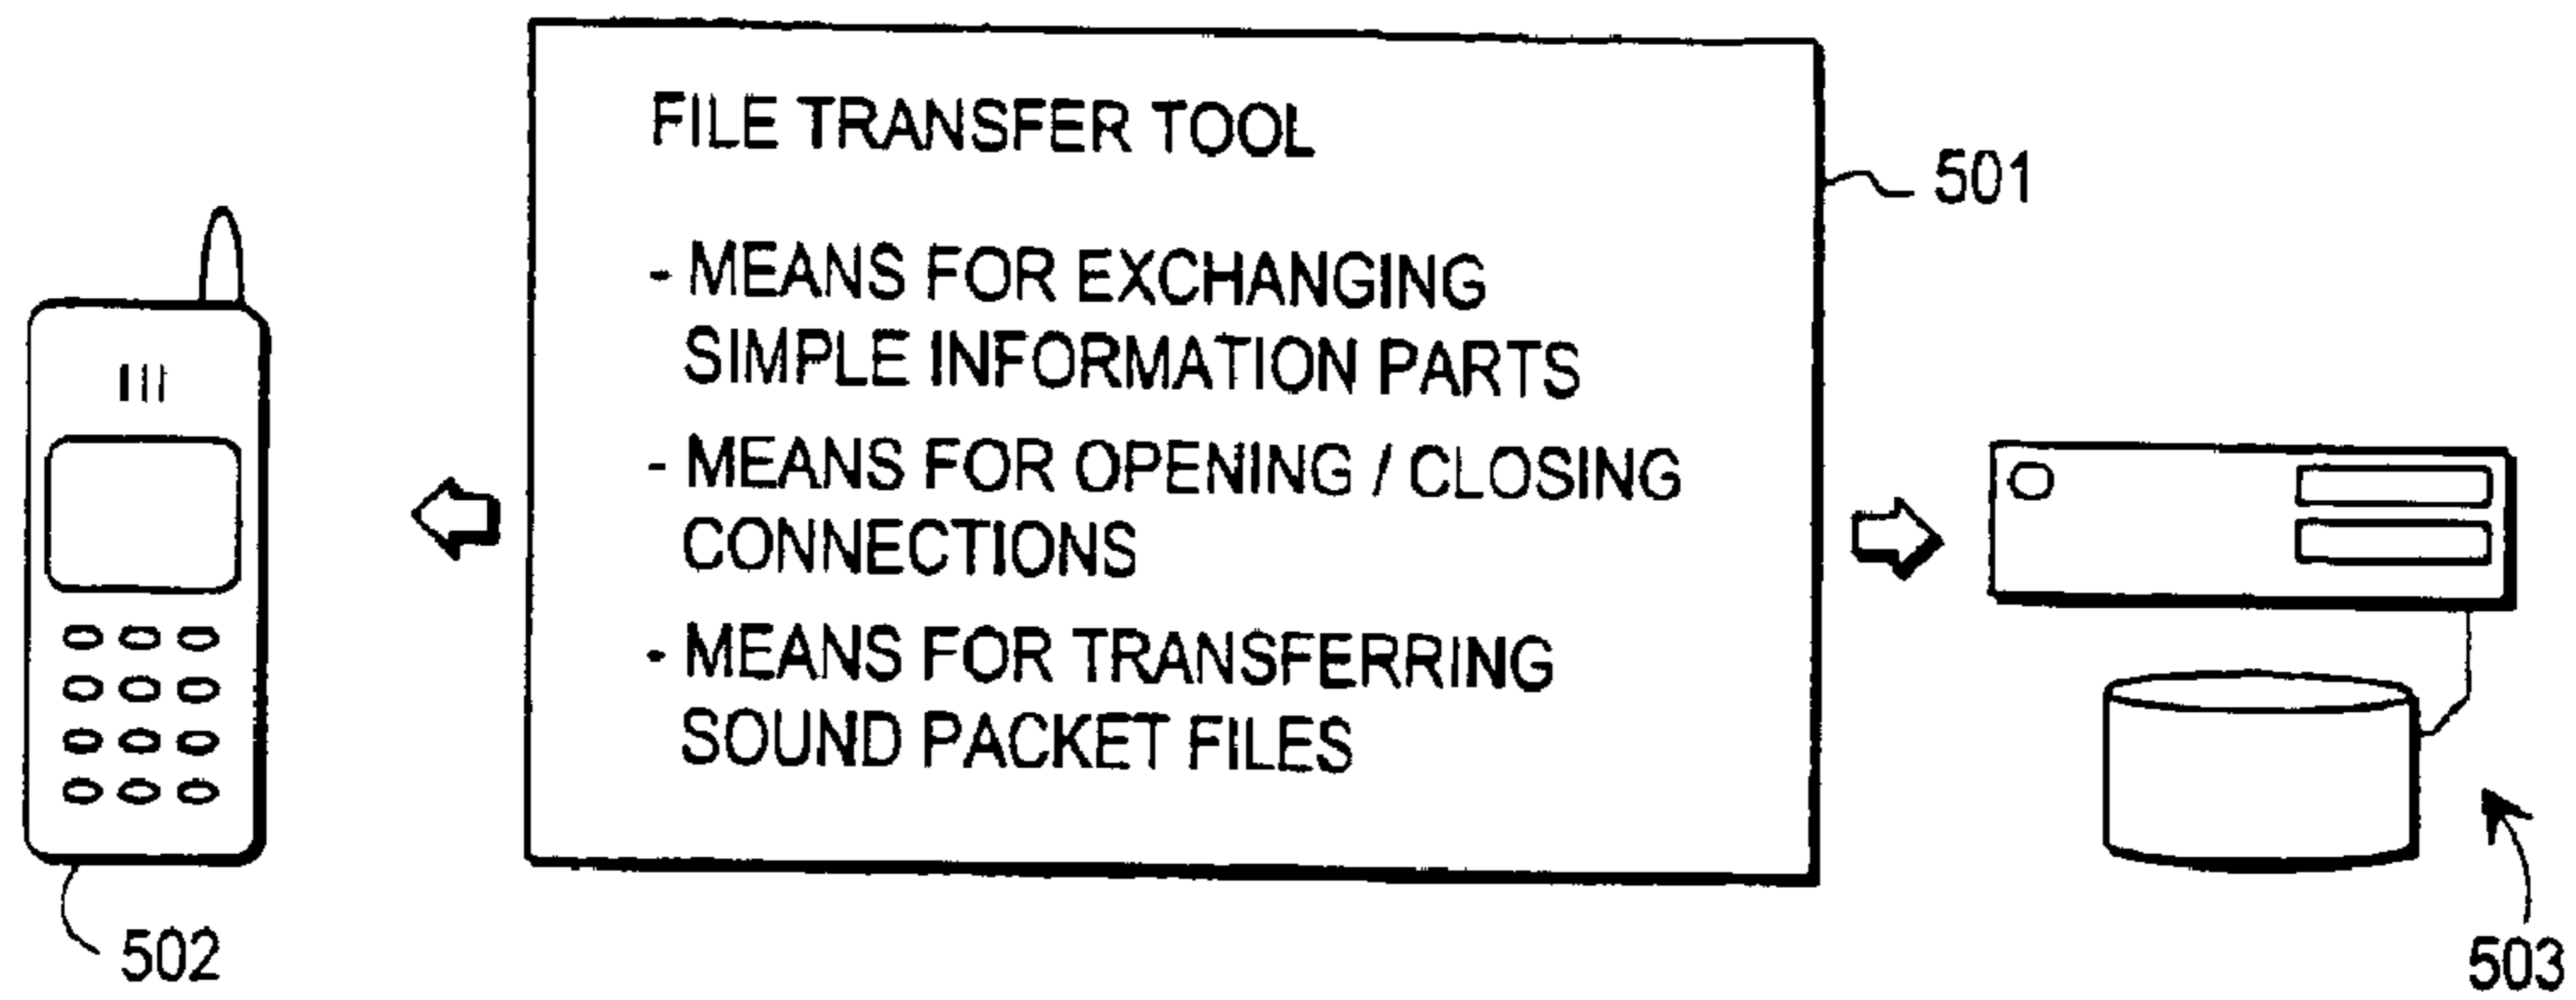 FILE TRANSFER TOOL
- MEANS FOR EXCHANGING
SIMPLE INFORMATION PARTS
- MEANS FOR OPENING / CLOSING
CONNECTIONS
- MEANS FOR TRANSFERRING
SOUND PACKET FILES
501
502
503